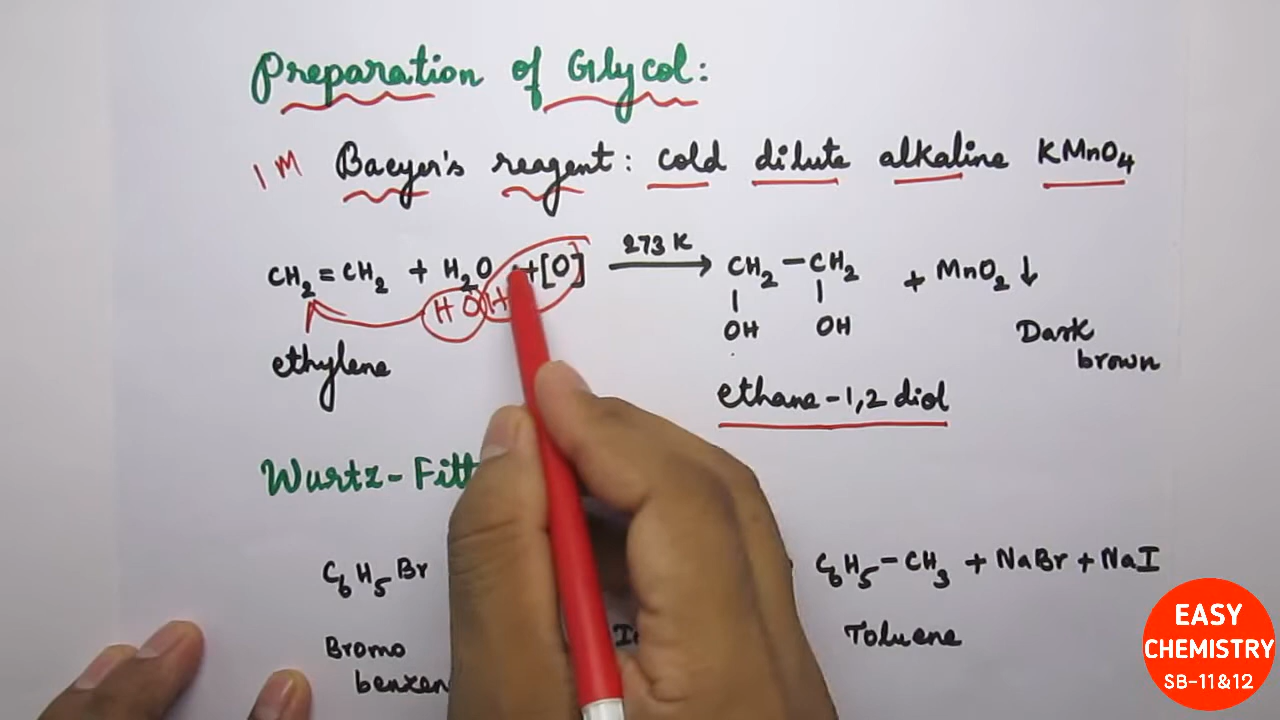 Preparation of Glycol:
1 M Baeyer's reagent: cold dilute alkaline KMnO4
CH2=CH2 + H2O + [O] 273 K → CH2-CH2 + MnO2 ↓
H O H
OH OH
Dark
brown
ethylene
ethane-1,2 diol
Wurtz-Fitt
C6H5Br
C6H5-CH3 + NaBr + NaI
Bromo
benzen
Toluene
EASY
CHEMISTRY
SB-11&12